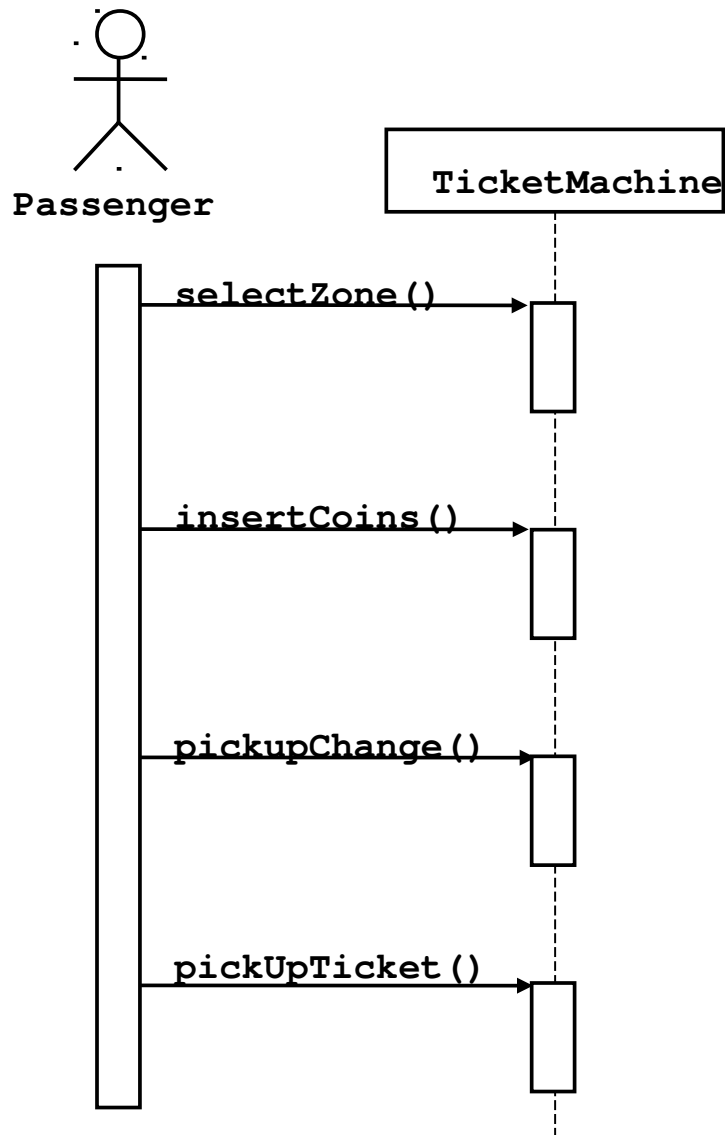 Passenger
TicketMachine
selectZone()
insertCoins()
pickupChange()
pickUpTicket()